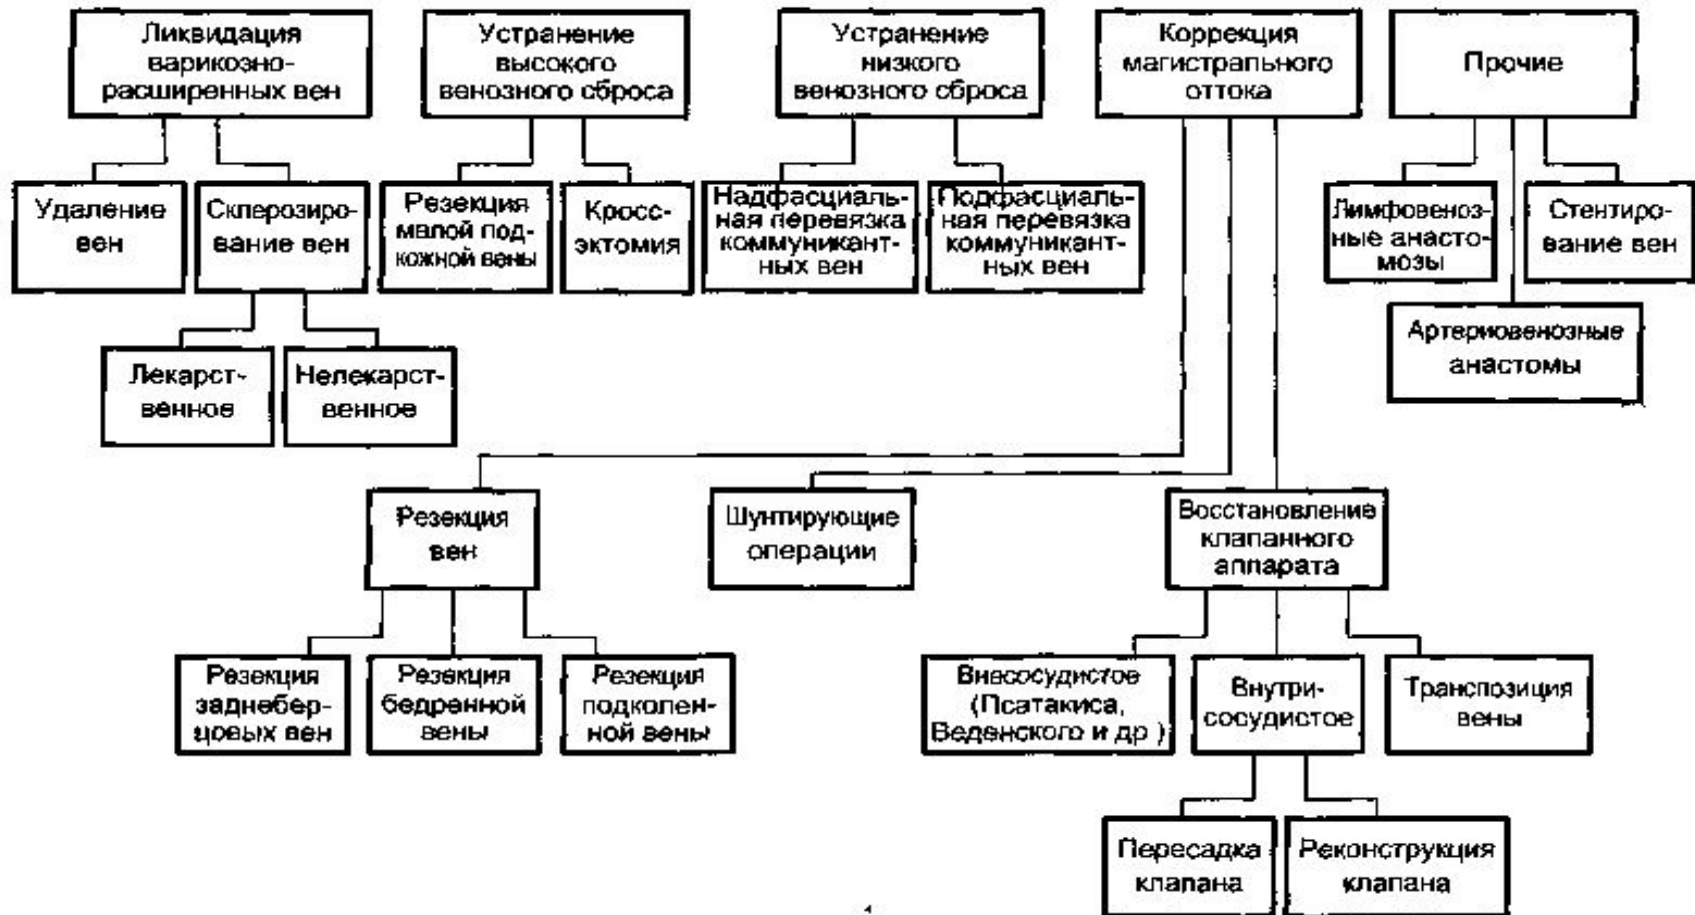 Ликвидация
варикозно-
расширенных вен
Устранение
высокого
венозного сброса
Устранение
низкого
венозного сброса
Коррекция
магистрального
оттока
Прочие
Удаление
вен
Склерозиро-
вание вен
Резекция
малой под-
кожной вены
Кросс-
эктомия
Надфасциаль-
ная перевязка
коммуникант-
ных вен
Подфасциаль-
ная перевязка
коммуникант-
ных вен
Лимфовеноз-
ные анасто-
мозы
Стентиро-
вание вен
Артериовенозные
анастомы
Лекарст-
венное
Нелекарст-
венное
Резекция
вен
Шунтирующие
операции
Восстановление
клапанного
аппарата
Резекция
заднебер-
цовых вен
Резекция
бедренной
вены
Резекция
подколен-
ной вены
Внесосудистое
(Псатакиса,
Веденского и др )
Внутри-
сосудистое
Транспозиция
вены
Пересадка
клапана
Реконструкция
клапана